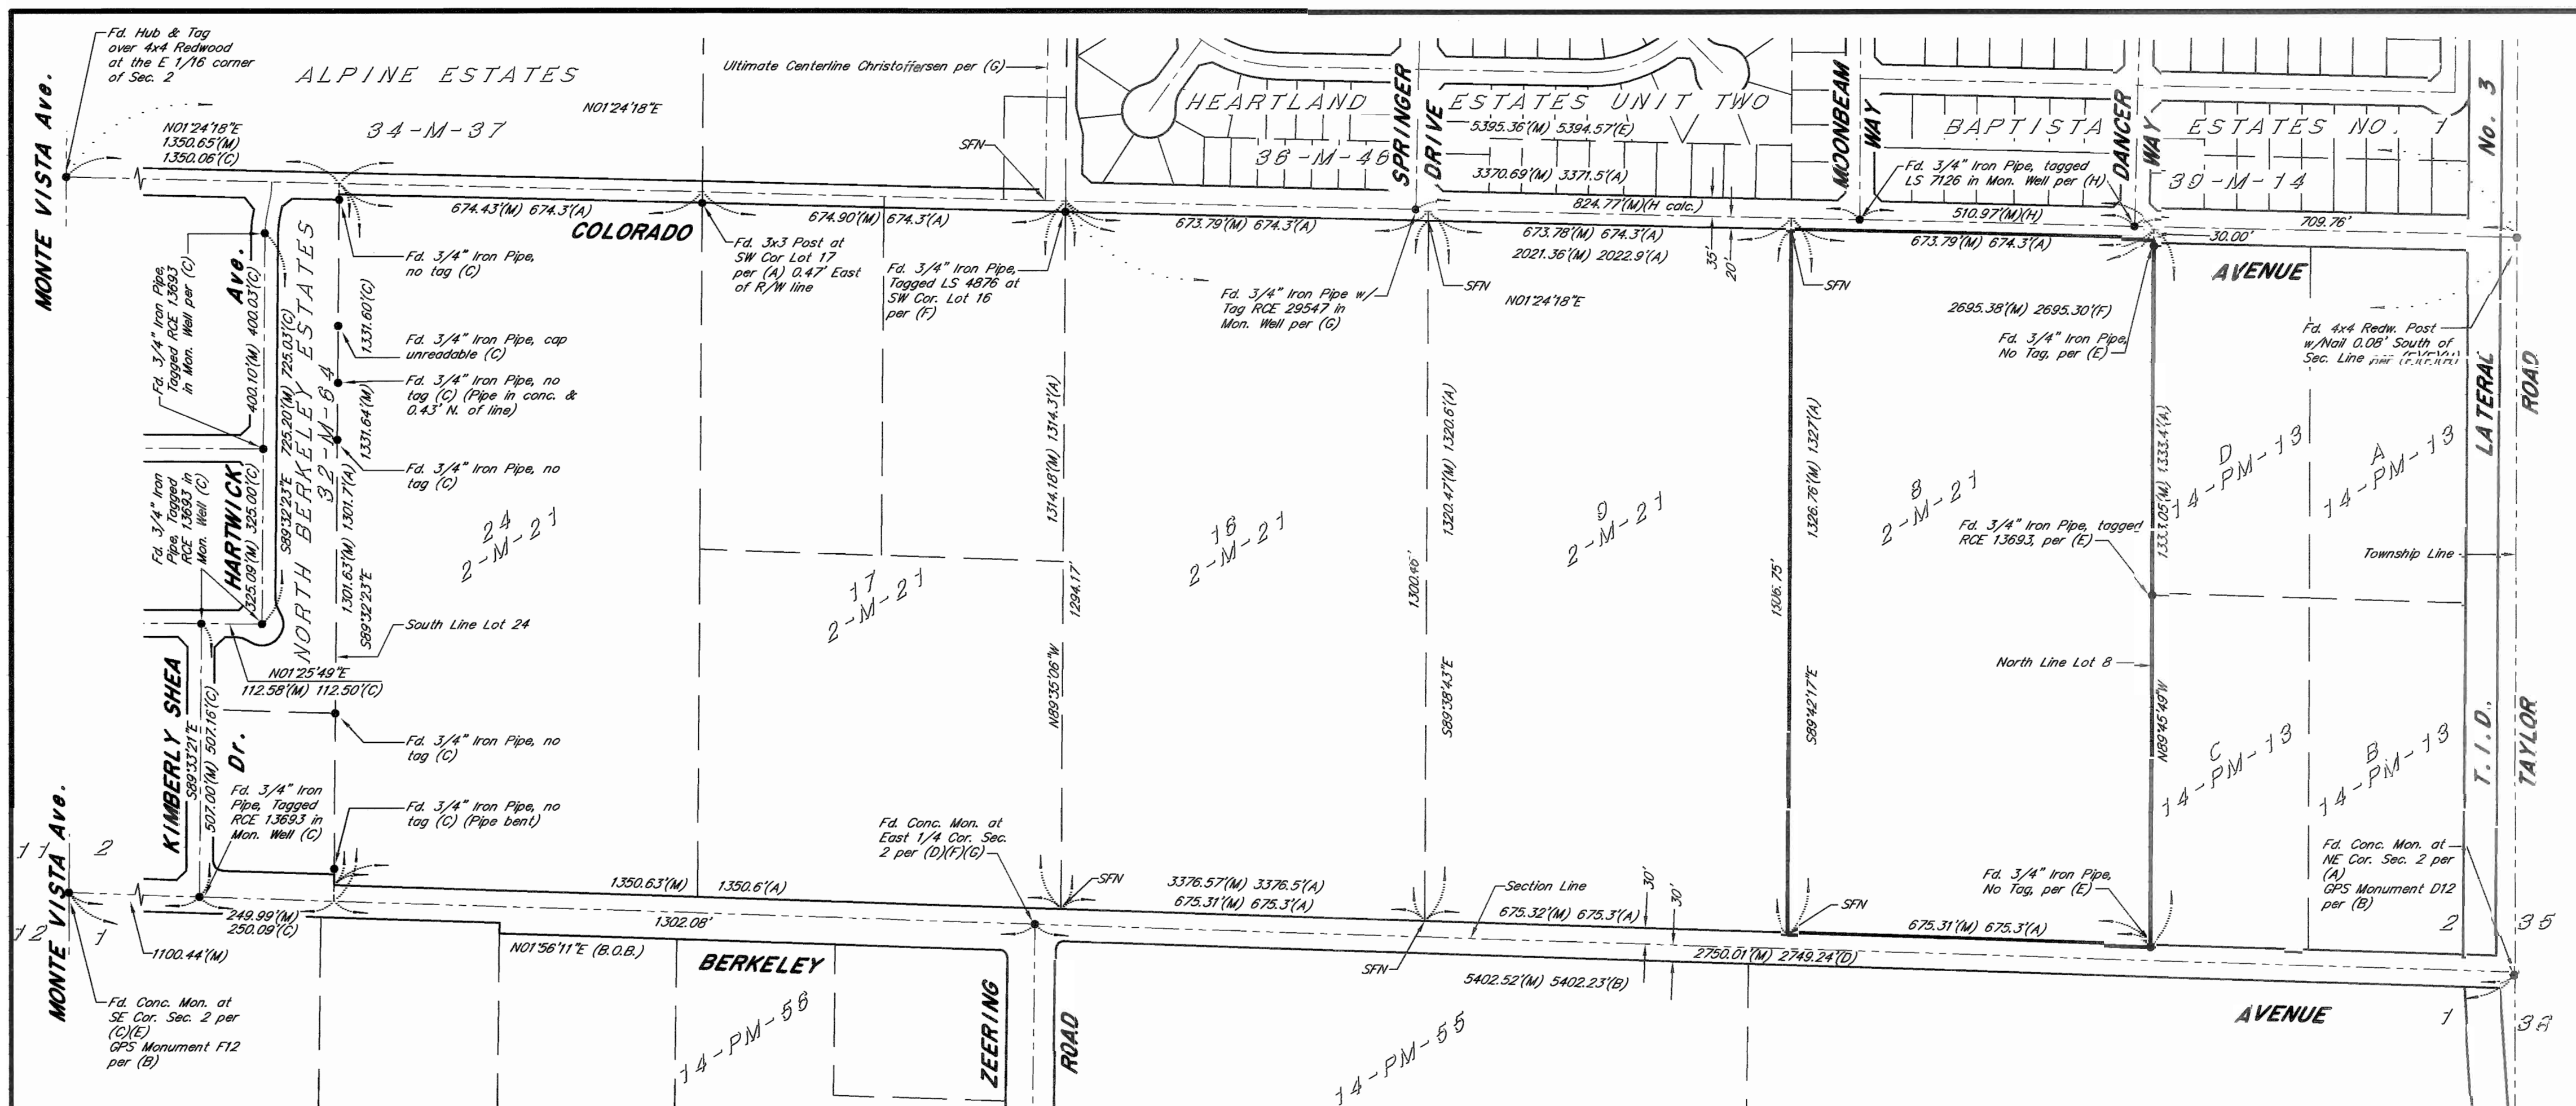 Fd. Hub & Tag
over 4x4 Redwood
at the E 1/16 corner
of Sec. 2
MONTE VISTA Ave.
ALPINE ESTATES
34-M-37
N01°24'18"E
N01°24'18"E
1350.65'(M)
1350.06'(C)
Ultimate Centerline Christoffersen per (G)
SFN
HEARTLAND ESTATES UNIT TWO
36-M-46
SPRINGER
DRIVE
5395.36'(M) 5394.57'(E)
3370.69'(M) 3371.5'(A)
MOONBEAM
WAY
BAPTISTA ESTATES NO. 1
39-M-14
DANCER
WAY
Fd. 3/4" Iron Pipe, tagged
LS 7126 in Mon. Well per (H)
No. 3
674.43'(M) 674.3'(A)
COLORADO
674.90'(M) 674.3'(A)
673.79'(M) 674.3'(A)
824.77'(M)(H calc.)
673.78'(M) 674.3'(A)
2021.36'(M) 2022.9'(A)
35'
20'
510.97'(M)(H)
673.79'(M) 674.3'(A)
30.00'
709.76'
AVENUE
Fd. 3/4" Iron Pipe,
no tag (C)
Fd. 3x3 Post at
SW Cor Lot 17
per (A) 0.47' East
of R/W line
Fd. 3/4" Iron Pipe,
Tagged LS 4876 at
SW Cor. Lot 16
per (F)
Fd. 3/4" Iron Pipe w/
Tag RCE 29547 in
Mon. Well per (G)
SFN
N01°24'18"E
SFN
2695.38'(M) 2695.30'(F)
Fd. 3/4" Iron Pipe,
No Tag, per (E)
Fd. 4x4 Redw. Post
w/Nail 0.08' South of
Sec. Line
LATERAL
ROAD
Fd. 3/4" Iron Pipe,
Tagged RCE 13693
in Mon. Well per (C)
Ave.
400.10'(M) 400.03'(C)
S89°32'23"E 725.20'(M) 725.03'(C)
NORTH BERKELEY ESTATES
32-M-64
1331.60'(C)
1331.64'(M)
Fd. 3/4" Iron Pipe, cap
unreadable (C)
Fd. 3/4" Iron Pipe, no
tag (C) (Pipe in conc. &
0.43' N. of line)
Fd. 3/4" Iron Pipe, no
tag (C)
Fd. 3/4" Iron
Pipe, Tagged
RCE 13693 in
Mon. Well (C)
HARTWICK
325.09'(M) 325.00'(C)
1301.63'(M) 1301.7'(A)
S89°32'23"E
South Line Lot 24
24
2-M-21
17
2-M-21
1314.18'(M) 1314.3'(A)
1294.17'
N89°35'06"W
16
2-M-21
1320.47'(M) 1320.6'(A)
1300.46'
S89°38'43"E
9
2-M-21
1326.76'(M) 1327'(A)
1306.75'
S89°42'17"E
8
2-M-21
Fd. 3/4" Iron Pipe, tagged
RCE 13693, per (E)
North Line Lot 8
1333.05'(M) 1333.4'(A)
N89°45'49"W
D
14-PM-13
A
14-PM-13
Township Line
C
14-PM-13
B
14-PM-13
T.I.D.,
TAYLOR
N01°25'49"E
112.58'(M) 112.50'(C)
KIMBERLY SHEA
Dr.
S89°33'21"E
507.00'(M) 507.16'(C)
Fd. 3/4" Iron
Pipe, Tagged
RCE 13693 in
Mon. Well (C)
Fd. 3/4" Iron Pipe, no
tag (C)
Fd. 3/4" Iron Pipe, no
tag (C) (Pipe bent)
Fd. Conc. Mon. at
East 1/4 Cor. Sec.
2 per (D)(F)(G)
MONTE VISTA Ave.
11 2
12 1
249.99'(M)
250.09'(C)
1100.44'(M)
Fd. Conc. Mon. at
SE Cor. Sec. 2 per
(C)(E)
GPS Monument F12
per (B)
1350.63'(M) 1350.6'(A)
1302.08'
N01°56'11"E (B.O.B.)
BERKELEY
14-PM-56
ZEERING
ROAD
SFN
3376.57'(M) 3376.5'(A)
675.31'(M) 675.3'(A)
Section Line
675.32'(M) 675.3'(A)
30'
30'
SFN
SFN
5402.52'(M) 5402.23'(B)
2750.01'(M) 2749.24'(D)
675.31'(M) 675.3'(A)
14-PM-55
Fd. 3/4" Iron Pipe,
No Tag, per (E)
Fd. Conc. Mon. at
NE Cor. Sec. 2 per
(A)
GPS Monument D12
per (B)
AVENUE
2 35
1 36